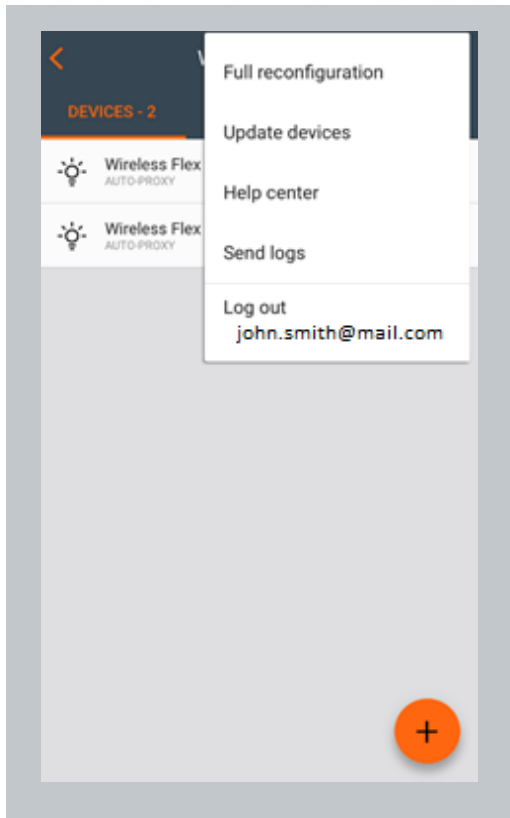 Full reconfiguration
DEVICES - 2
Update devices
Wireless Flex
AUTO-PROXY
Help center
Wireless Flex
AUTO-PROXY
Send logs
Log out
john.smith@mail.com